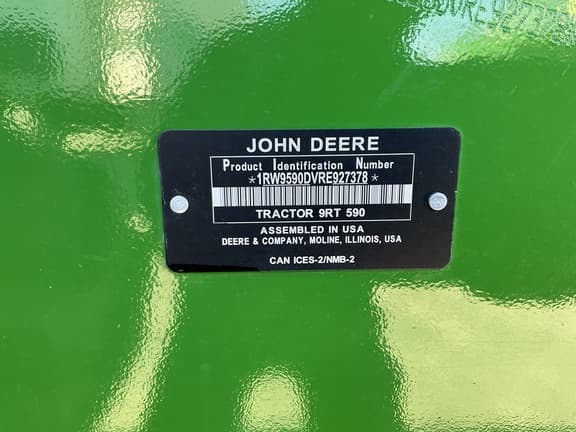 JOHN DEERE
Product Identification Number
*1RW9590DVRE927378*
TRACTOR 9RT 590
ASSEMBLED IN USA
DEERE & COMPANY, MOLINE, ILLINOIS, USA
CAN ICES-2/NMB-2